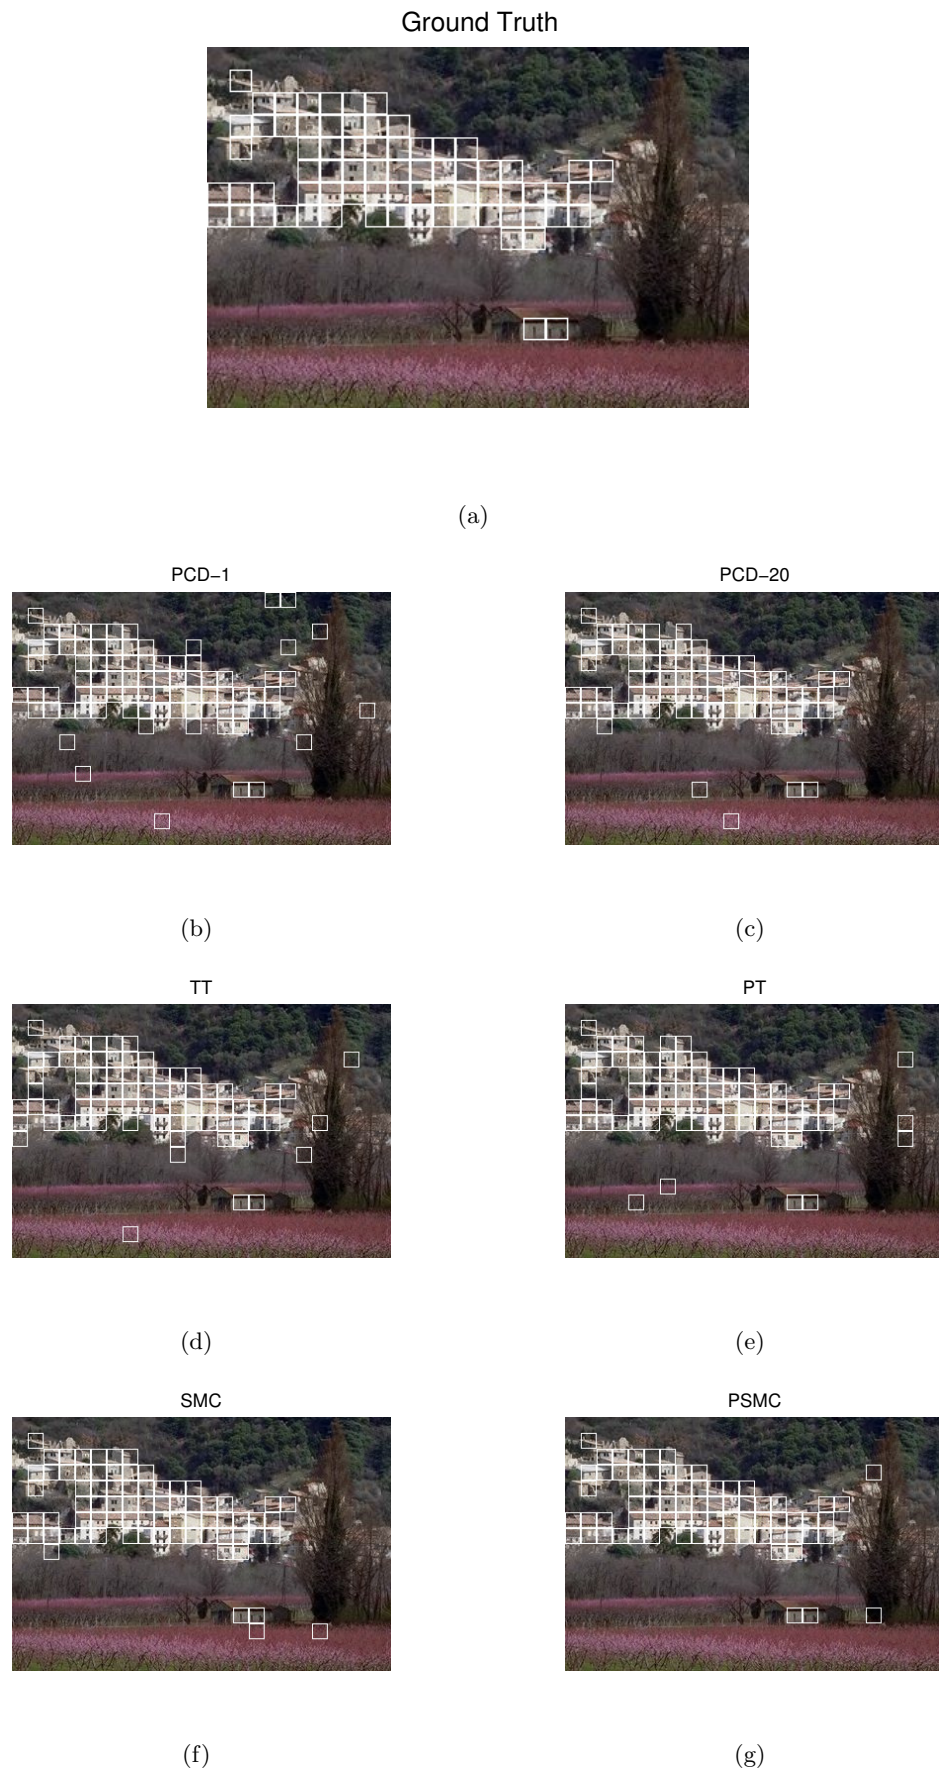 Ground Truth
(a)
PCD−1
PCD−20
(b)
(c)
TT
PT
(d)
(e)
SMC
PSMC
(f)
(g)